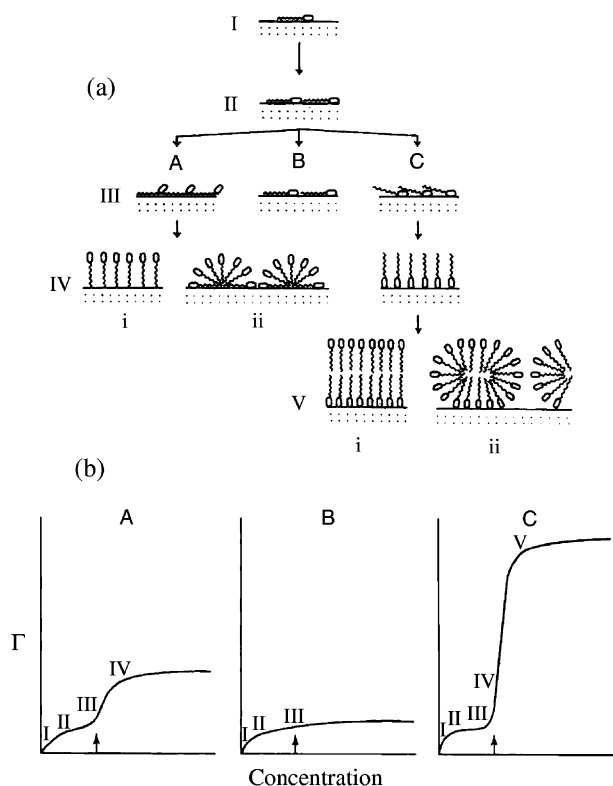 I
(a)
II
A B C
III
IV
i ii
V
i ii
(b)
A B C
Γ
I II III IV
I II III
I II III IV V
Concentration